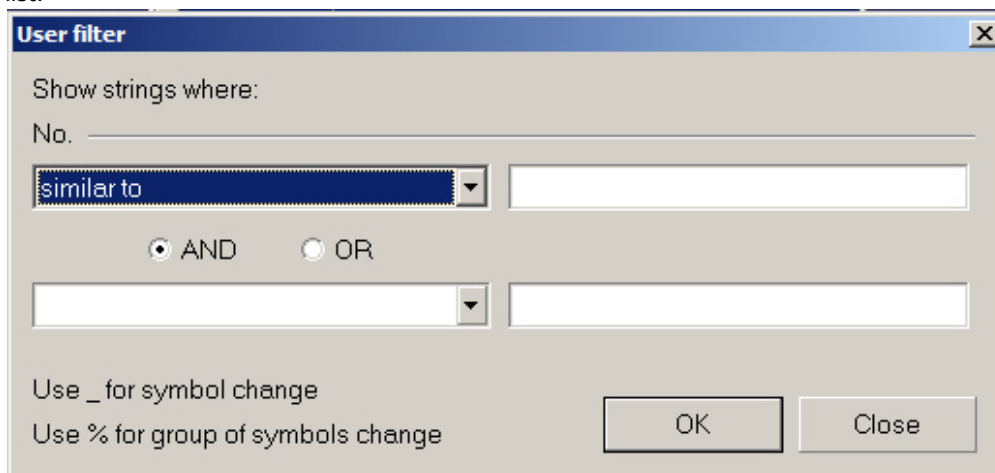 User filter
Show strings where:
No.
similar to
AND OR
Use _ for symbol change
Use % for group of symbols change
OK Close